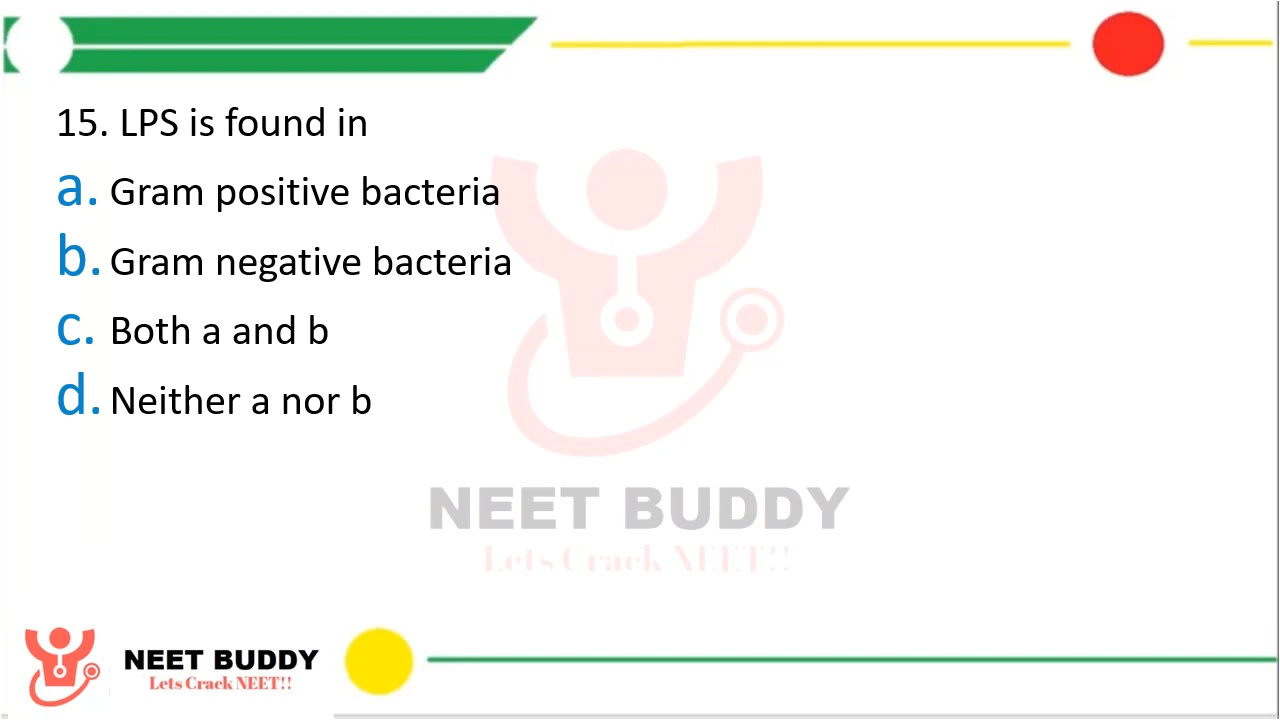 15. LPS is found in
a. Gram positive bacteria
b. Gram negative bacteria
c. Both a and b
d. Neither a nor b
NEET BUDDY
Lets Crack NEET!!
NEET BUDDY
Lets Crack NEET!!